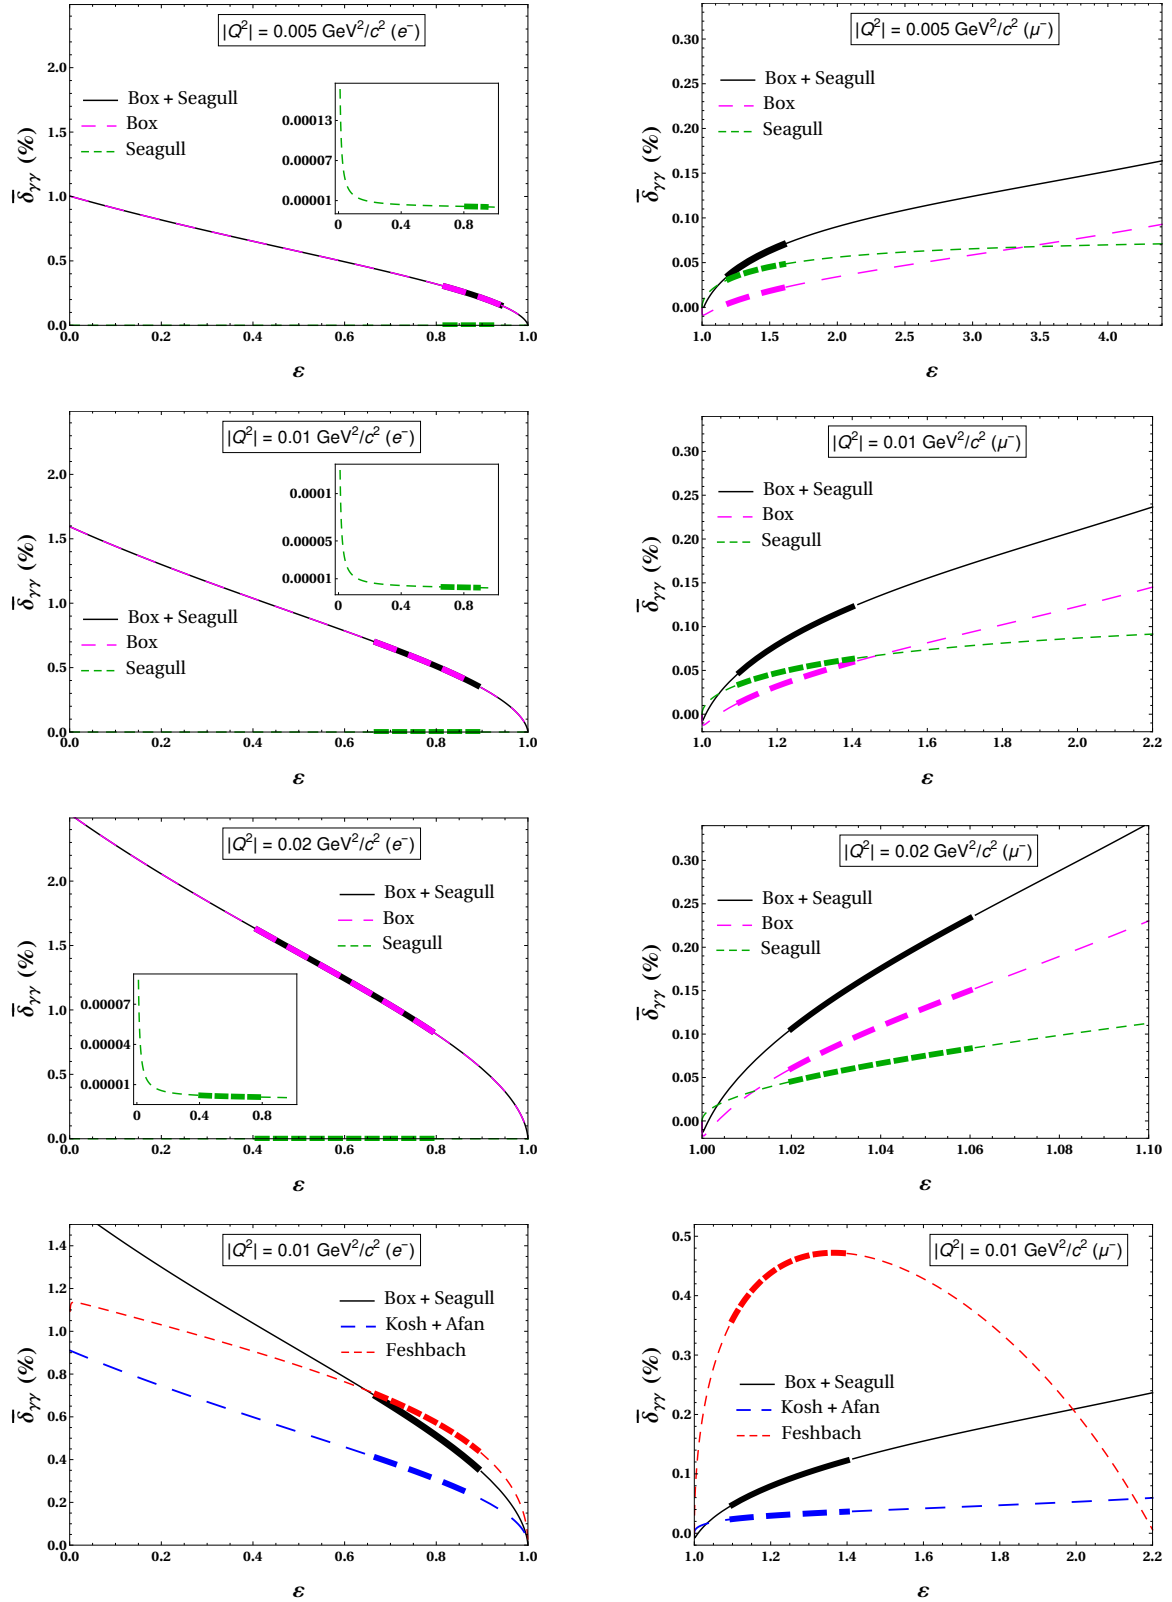 |Q²| = 0.005 GeV²/c² (e⁻)
Box + Seagull
Box
Seagull
0.00013
0.00007
0.00001
0 0.4 0.8
2.0
1.5
1.0
0.5
0.0
0.0 0.2 0.4 0.6 0.8 1.0
δ̅γγ (%)
ε
|Q²| = 0.005 GeV²/c² (μ⁻)
Box + Seagull
Box
Seagull
0.30
0.25
0.20
0.15
0.10
0.05
0.00
1.0 1.5 2.0 2.5 3.0 3.5 4.0
δ̅γγ (%)
ε
|Q²| = 0.01 GeV²/c² (e⁻)
0.0001
0.00005
0.00001
0 0.4 0.8
Box + Seagull
Box
Seagull
2.0
1.5
1.0
0.5
0.0
0.0 0.2 0.4 0.6 0.8 1.0
δ̅γγ (%)
ε
|Q²| = 0.01 GeV²/c² (μ⁻)
Box + Seagull
Box
Seagull
0.30
0.25
0.20
0.15
0.10
0.05
0.00
1.0 1.2 1.4 1.6 1.8 2.0 2.2
δ̅γγ (%)
ε
|Q²| = 0.02 GeV²/c² (e⁻)
Box + Seagull
Box
Seagull
0.00007
0.00004
0.00001
0 0.4 0.8
2.0
1.5
1.0
0.5
0.0
0.0 0.2 0.4 0.6 0.8 1.0
δ̅γγ (%)
ε
|Q²| = 0.02 GeV²/c² (μ⁻)
Box + Seagull
Box
Seagull
0.30
0.25
0.20
0.15
0.10
0.05
0.00
1.00 1.02 1.04 1.06 1.08 1.10
δ̅γγ (%)
ε
|Q²| = 0.01 GeV²/c² (e⁻)
Box + Seagull
Kosh + Afan
Feshbach
1.4
1.2
1.0
0.8
0.6
0.4
0.2
0.0
0.0 0.2 0.4 0.6 0.8 1.0
δ̅γγ (%)
ε
|Q²| = 0.01 GeV²/c² (μ⁻)
Box + Seagull
Kosh + Afan
Feshbach
0.5
0.4
0.3
0.2
0.1
0.0
1.0 1.2 1.4 1.6 1.8 2.0 2.2
δ̅γγ (%)
ε